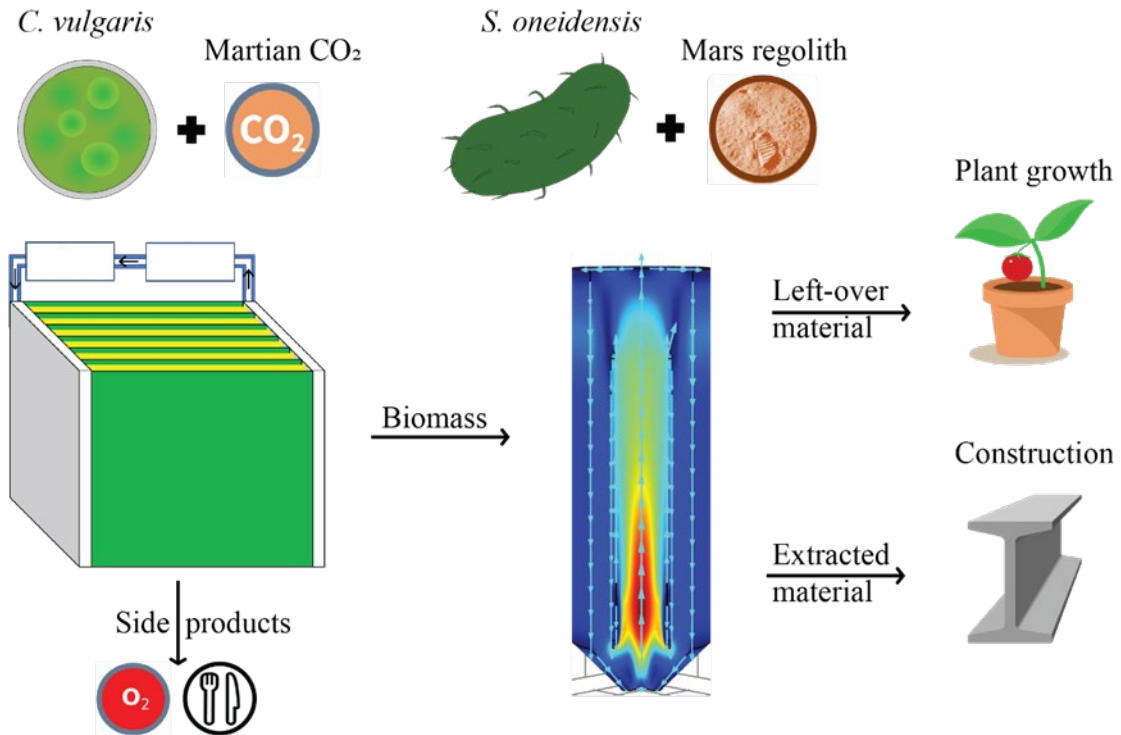 C. vulgaris
Martian CO₂
CO₂
S. oneidensis
Mars regolith
Plant growth
Left-over
material
Biomass
Construction
Extracted
material
Side products
O₂